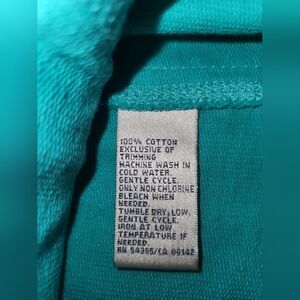 100% COTTON
EXCLUSIVE OF
TRIMMING
MACHINE WASH IN
COLD WATER.
GENTLE CYCLE.
ONLY NON CHLORINE
BLEACH WHEN
NEEDED.
TUMBLE DRY, LOW.
GENTLE CYCLE.
IRON AT LOW
TEMPERATURE IF
NEEDED.
RN 54365/CA 00142